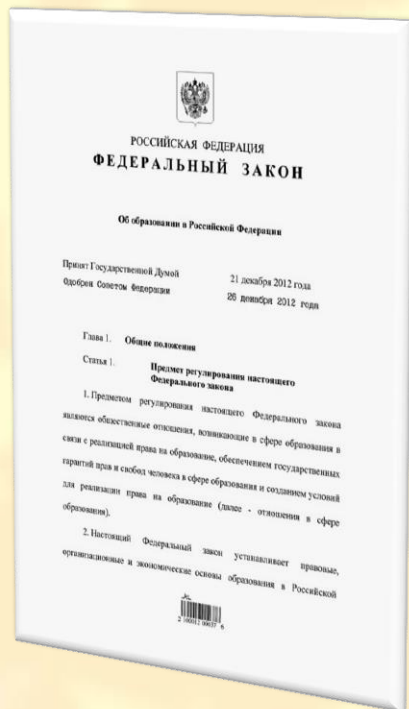 РОССИЙСКАЯ ФЕДЕРАЦИЯ
ФЕДЕРАЛЬНЫЙ ЗАКОН
Об образовании в Российской Федерации
Принят Государственной Думой 21 декабря 2012 года
Одобрен Советом Федерации 26 декабря 2012 года
Глава 1. Общие положения
Статья 1. Предмет регулирования настоящего
Федерального закона
1. Предметом регулирования настоящего Федерального закона
являются общественные отношения, возникающие в сфере образования в
связи с реализацией права на образование, обеспечением государственных
гарантий прав и свобод человека в сфере образования и созданием условий
для реализации права на образование (далее - отношения в сфере
образования).
2. Настоящий Федеральный закон устанавливает правовые,
организационные и экономические основы образования в Российской